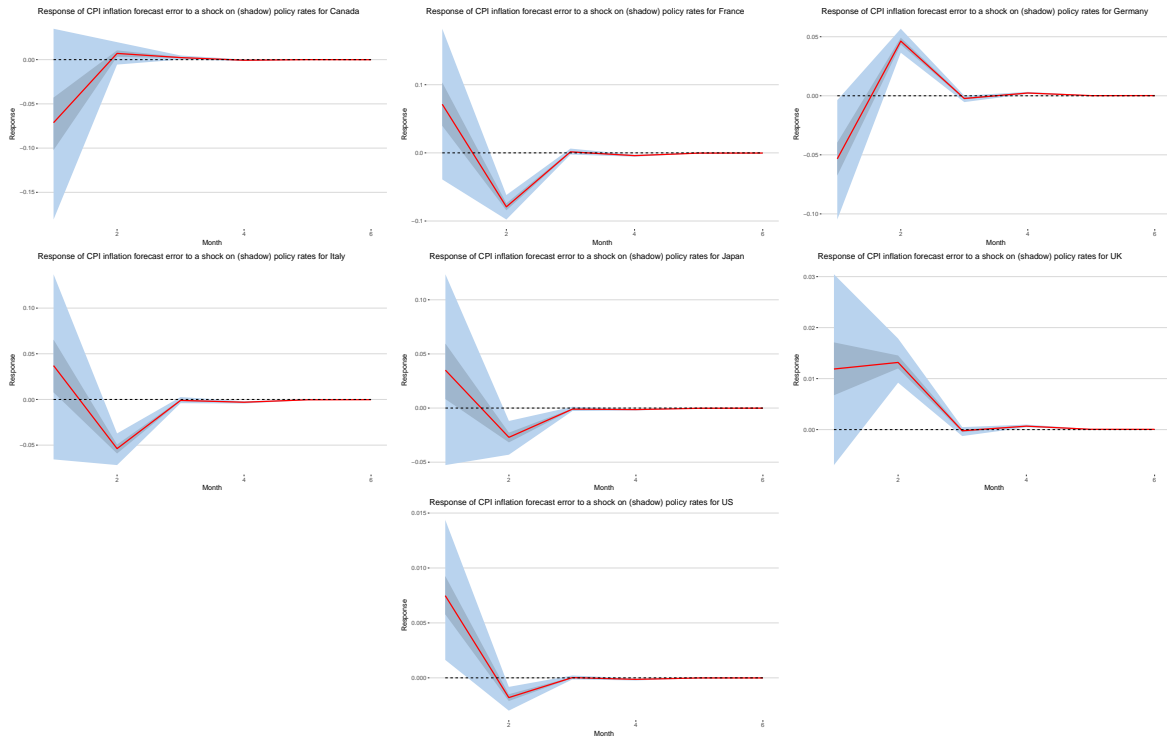 Response of CPI inflation forecast error to a shock on (shadow) policy rates for Canada
0.00
−0.05
−0.10
−0.15
Response
2
4
6
Month
Response of CPI inflation forecast error to a shock on (shadow) policy rates for France
0.1
0.0
−0.1
Response
2
4
6
Month
Response of CPI inflation forecast error to a shock on (shadow) policy rates for Germany
0.05
0.00
−0.05
−0.10
Response
2
4
6
Month
Response of CPI inflation forecast error to a shock on (shadow) policy rates for Italy
0.10
0.05
0.00
−0.05
Response
2
4
6
Month
Response of CPI inflation forecast error to a shock on (shadow) policy rates for Japan
0.10
0.05
0.00
−0.05
Response
2
4
6
Month
Response of CPI inflation forecast error to a shock on (shadow) policy rates for UK
0.03
0.02
0.01
0.00
Response
2
4
6
Month
Response of CPI inflation forecast error to a shock on (shadow) policy rates for US
0.015
0.010
0.005
0.000
Response
2
4
6
Month